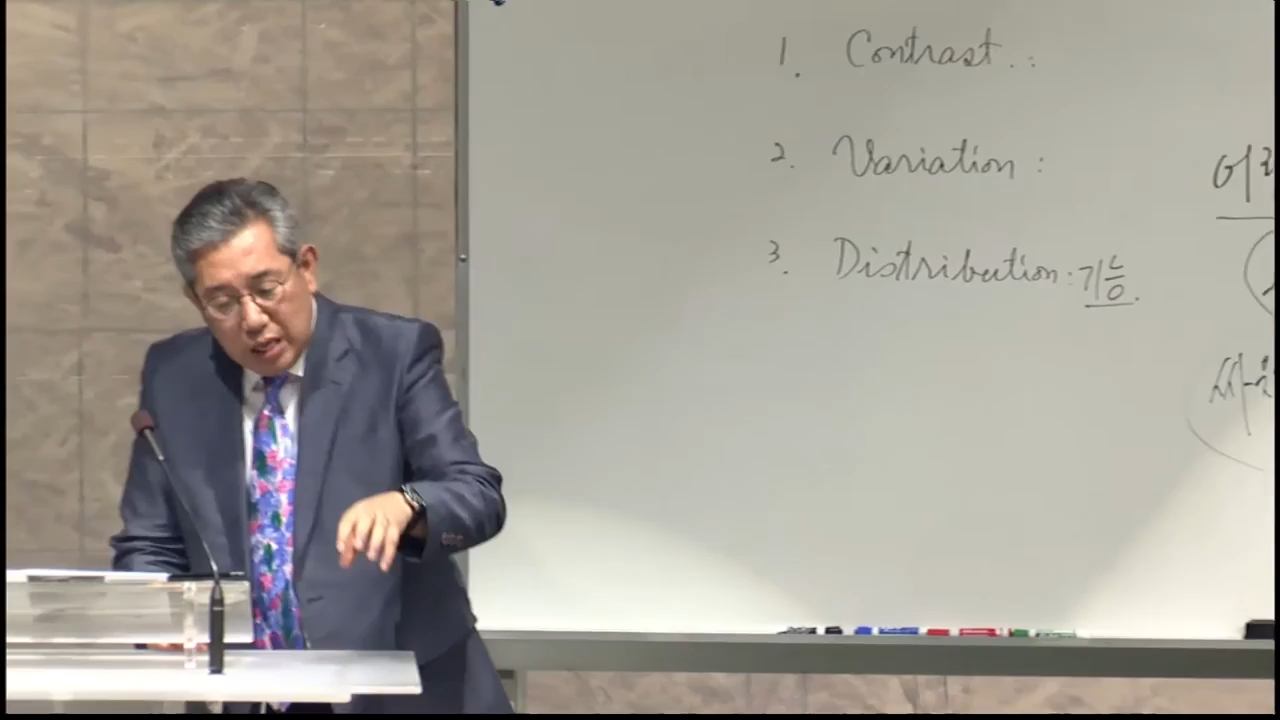 1. Contrast . :
2. Variation :
3. Distribution : 기능.